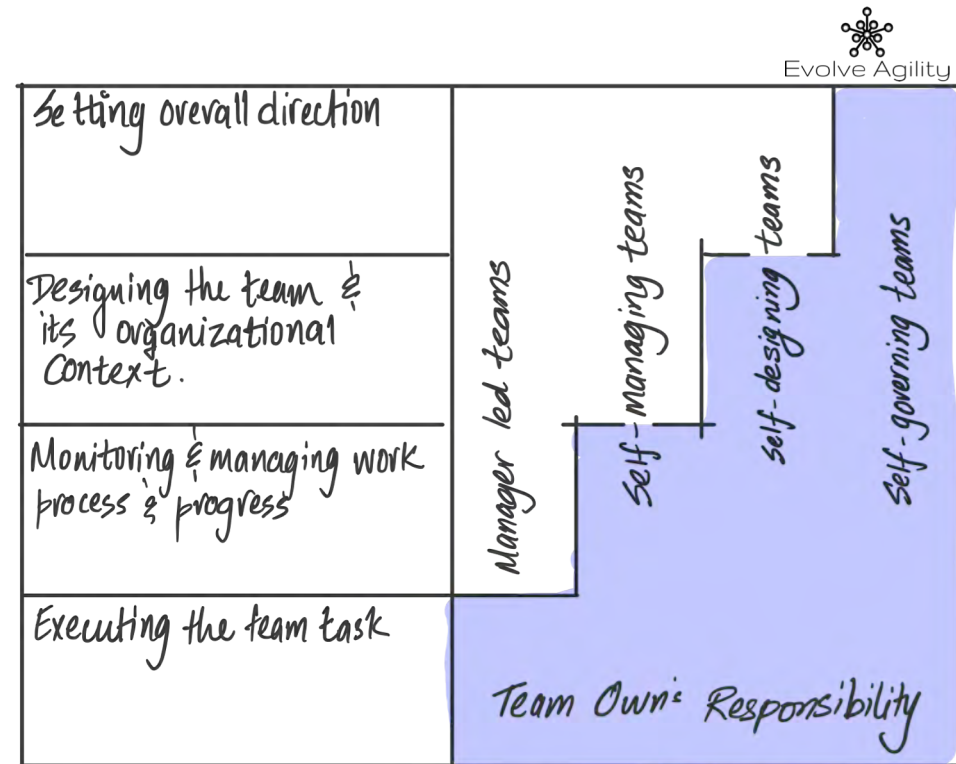 Evolve Agility
Setting overall direction
Designing the team &
its organizational
Context.
Monitoring & managing work
process & progress
Executing the team task
Manager led teams
Self-managing teams
Self-designing teams
Self-governing teams
Team Own's Responsibility